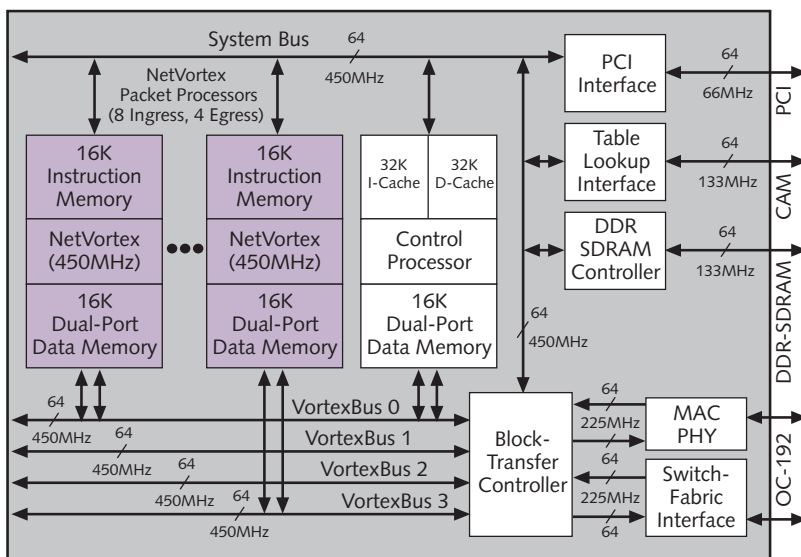 System Bus
64
450MHz
NetVortex
Packet Processors
(8 Ingress, 4 Egress)
PCI
Interface
64
66MHz
PCI
16K
Instruction
Memory
NetVortex
(450MHz)
16K
Dual-Port
Data Memory
16K
Instruction
Memory
NetVortex
(450MHz)
16K
Dual-Port
Data Memory
32K
I-Cache
32K
D-Cache
Control
Processor
16K
Dual-Port
Data Memory
Table
Lookup
Interface
64
133MHz
CAM
DDR
SDRAM
Controller
64
133MHz
DDR-SDRAM
64
450MHz
64
450MHz
VortexBus 0
64
450MHz
VortexBus 1
64
450MHz
VortexBus 2
64
450MHz
VortexBus 3
Block-
Transfer
Controller
64
225MHz
64
MAC
PHY
64
225MHz
64
Switch-
Fabric
Interface
OC-192